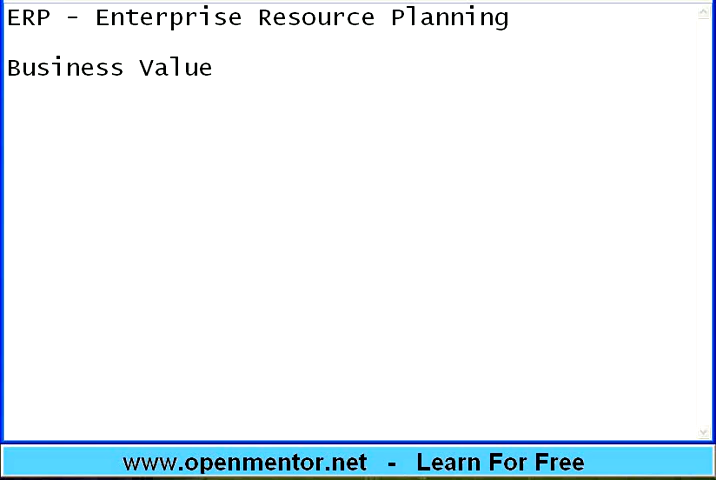 ERP - Enterprise Resource Planning
Business Value
www.openmentor.net - Learn For Free